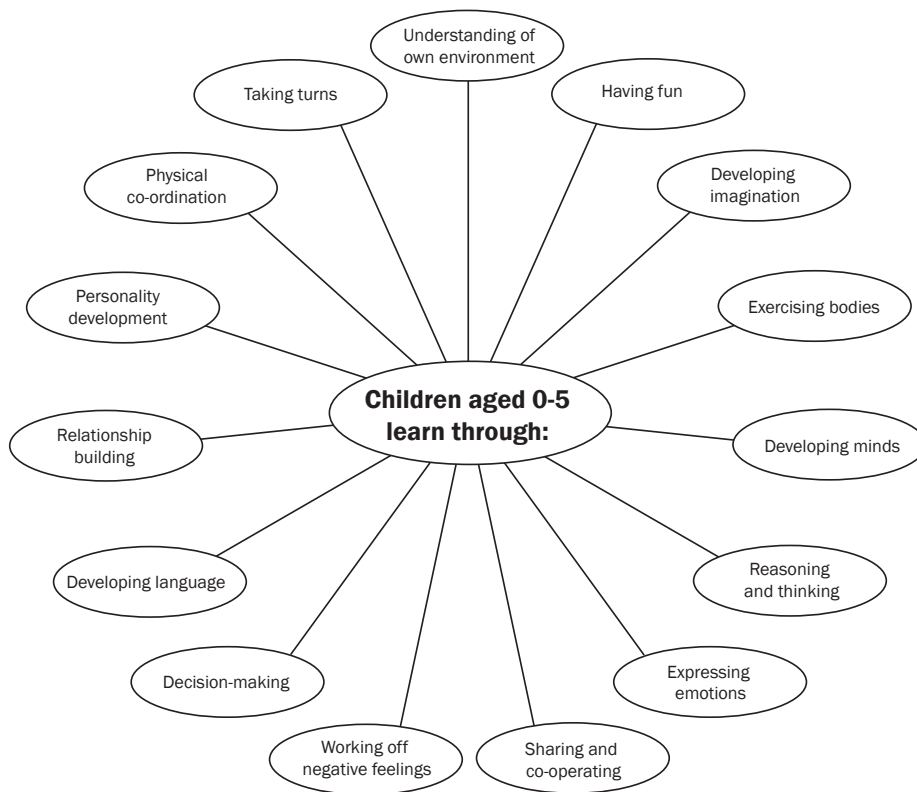 Understanding of
own environment
Having fun
Developing
imagination
Exercising bodies
Developing minds
Reasoning
and thinking
Expressing
emotions
Sharing and
co-operating
Working off
negative feelings
Decision-making
Developing language
Relationship
building
Personality
development
Physical
co-ordination
Taking turns
Children aged 0-5
learn through: